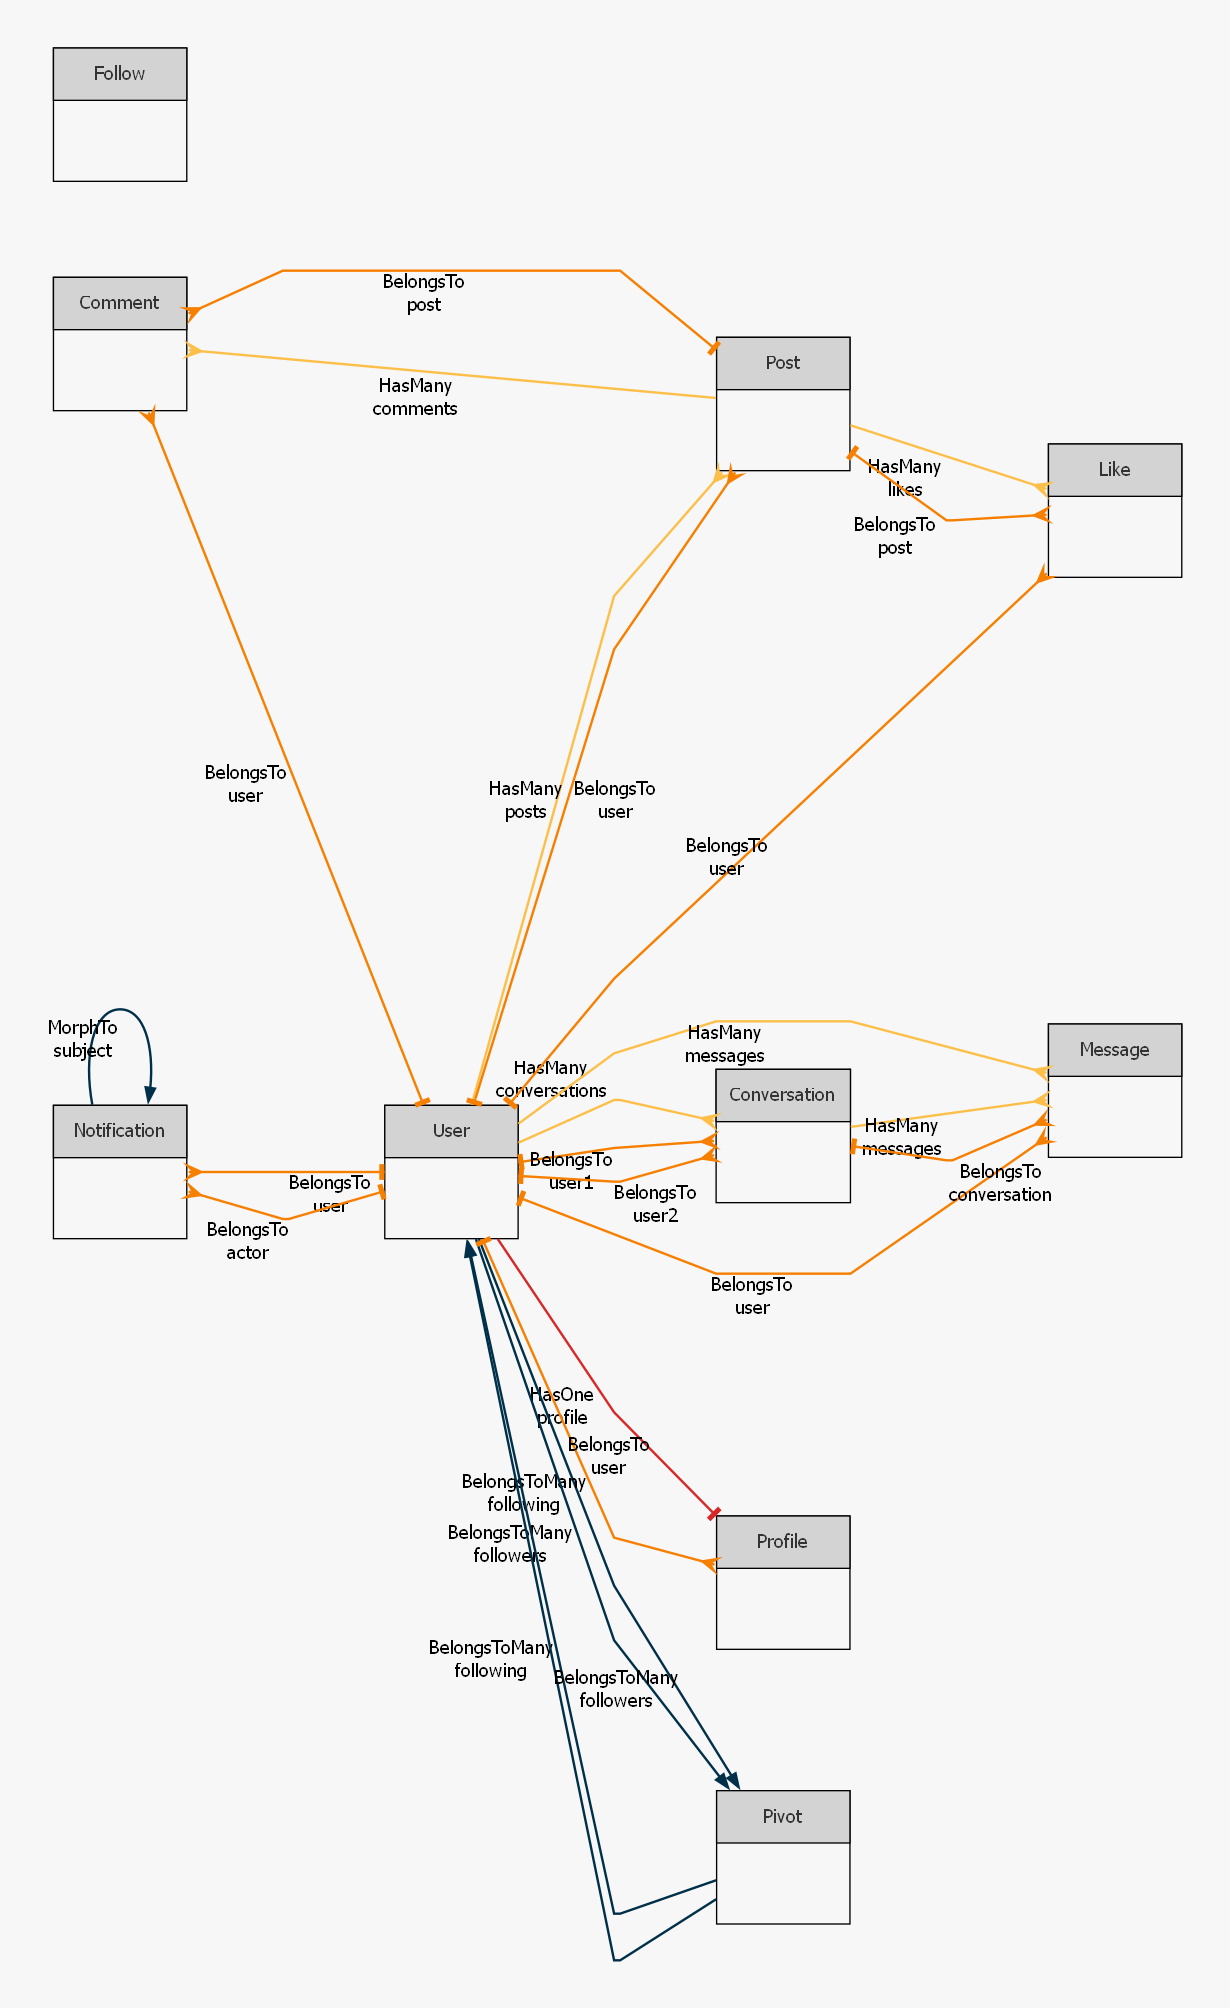 Follow
Comment
BelongsTo
post
Post
HasMany
comments
Like
HasMany
likes
BelongsTo
post
BelongsTo
user
HasMany
posts
BelongsTo
user
BelongsTo
user
MorphTo
subject
HasMany
messages
Message
HasMany
conversations
Conversation
Notification
User
HasMany
messages
BelongsTo
user1
BelongsTo
user
BelongsTo
user2
BelongsTo
conversation
BelongsTo
actor
BelongsTo
user
HasOne
profile
BelongsTo
user
BelongsToMany
following
BelongsToMany
followers
Profile
BelongsToMany
following
BelongsToMany
followers
Pivot